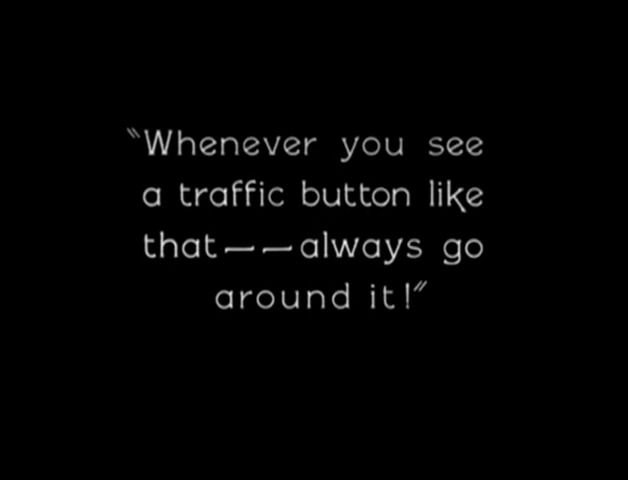 "Whenever you see
a traffic button like
that——always go
around it!"